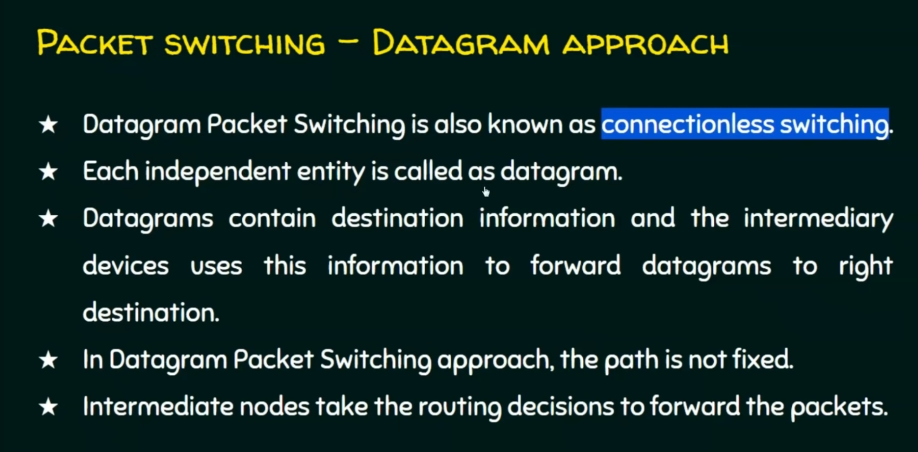 PACKET SWITCHING – DATAGRAM APPROACH
★ Datagram Packet Switching is also known as connectionless switching.
★ Each independent entity is called as datagram.
★ Datagrams contain destination information and the intermediary
devices uses this information to forward datagrams to right
destination.
★ In Datagram Packet Switching approach, the path is not fixed.
★ Intermediate nodes take the routing decisions to forward the packets.